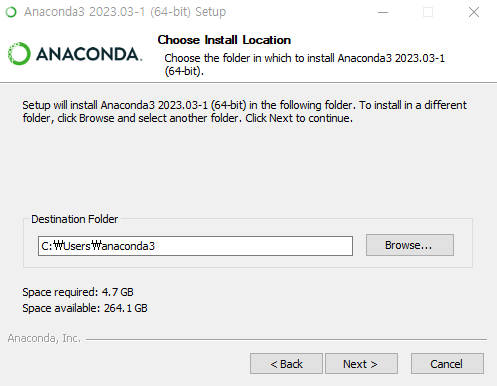 Anaconda3 2023.03-1 (64-bit) Setup
ANACONDA.
Choose Install Location
Choose the folder in which to install Anaconda3 2023.03-1
(64-bit).
Setup will install Anaconda3 2023.03-1 (64-bit) in the following folder. To install in a different
folder, click Browse and select another folder. Click Next to continue.
Destination Folder
C:₩Users₩anaconda3
Browse...
Space required: 4.7 GB
Space available: 264.1 GB
Anaconda, Inc.
< Back
Next >
Cancel